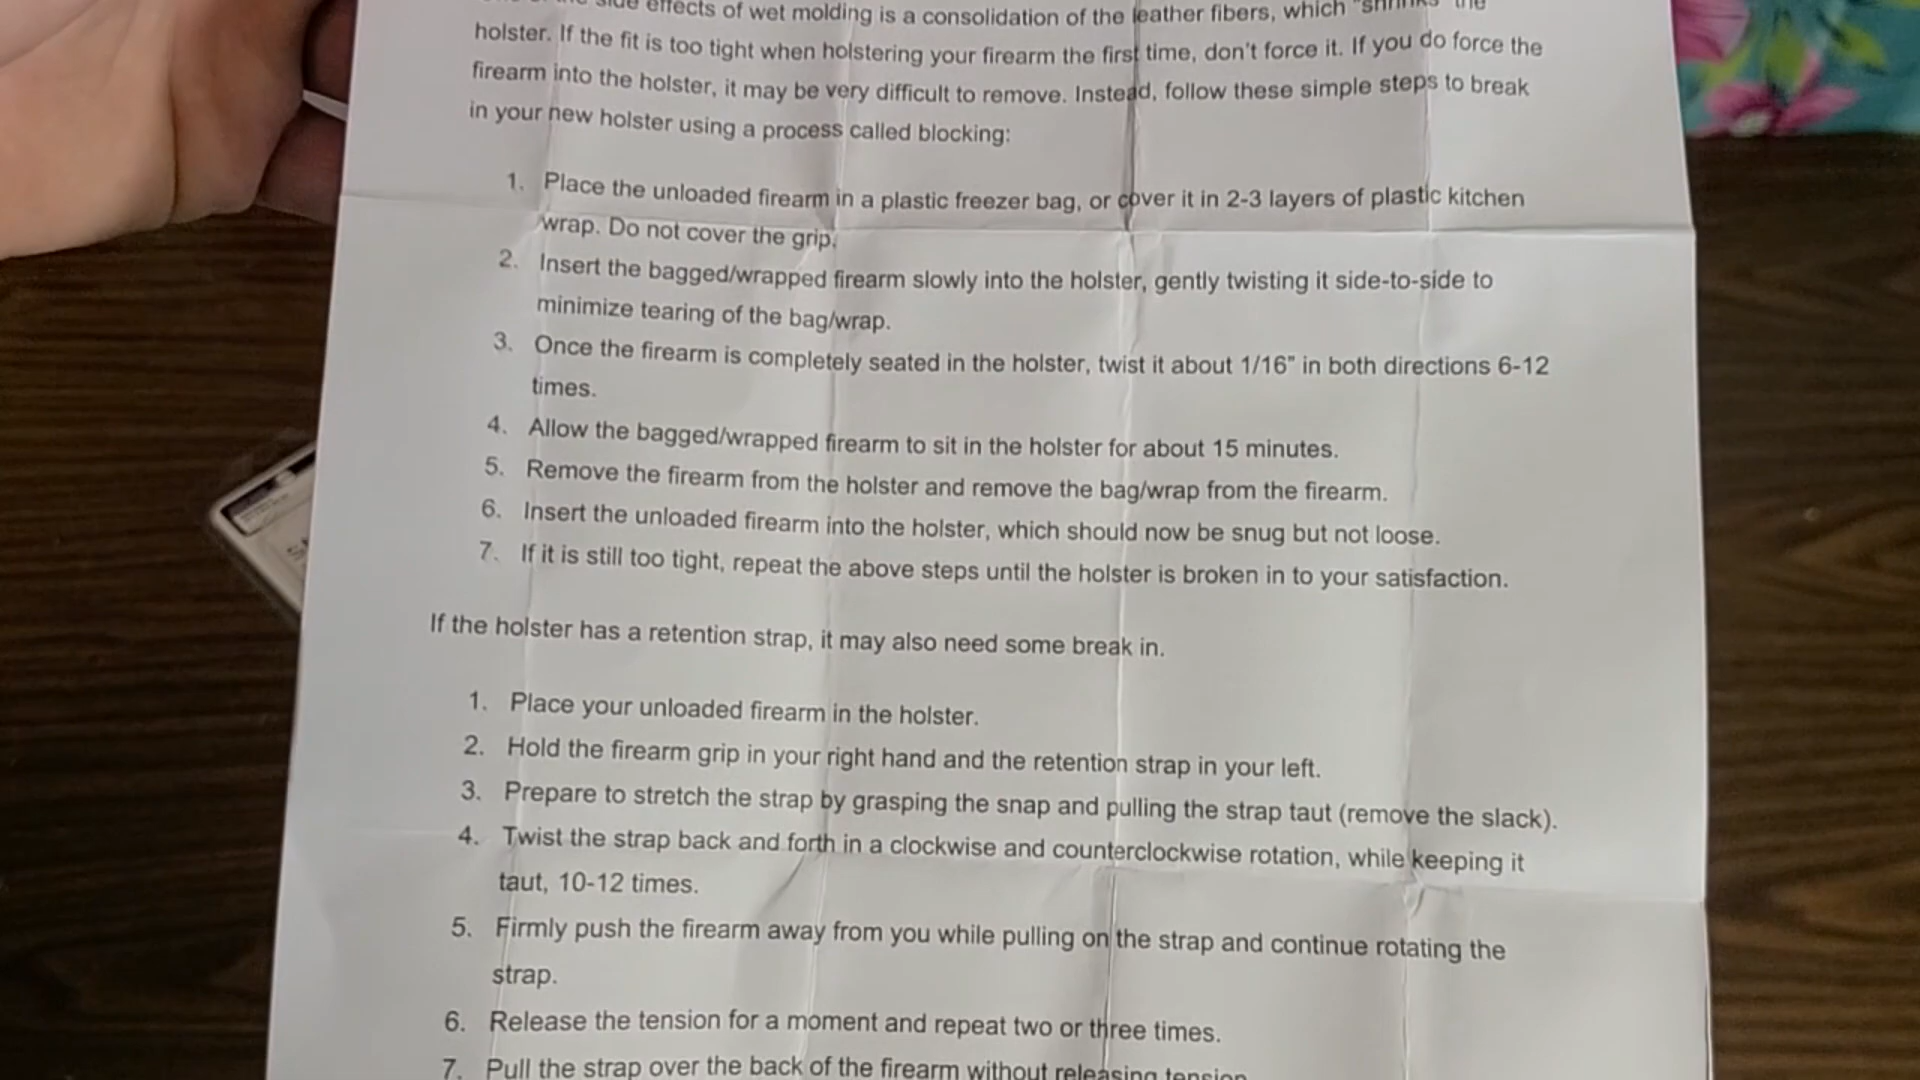 side effects of wet molding is a consolidation of the leather fibers, which "shrinks" the
holster. If the fit is too tight when holstering your firearm the first time, don't force it. If you do force the
firearm into the holster, it may be very difficult to remove. Instead, follow these simple steps to break
in your new holster using a process called blocking:
1. Place the unloaded firearm in a plastic freezer bag, or cover it in 2-3 layers of plastic kitchen
wrap. Do not cover the grip.
2. Insert the bagged/wrapped firearm slowly into the holster, gently twisting it side-to-side to
minimize tearing of the bag/wrap.
3. Once the firearm is completely seated in the holster, twist it about 1/16" in both directions 6-12
times.
4. Allow the bagged/wrapped firearm to sit in the holster for about 15 minutes.
5. Remove the firearm from the holster and remove the bag/wrap from the firearm.
6. Insert the unloaded firearm into the holster, which should now be snug but not loose.
7. If it is still too tight, repeat the above steps until the holster is broken in to your satisfaction.
If the holster has a retention strap, it may also need some break in.
1. Place your unloaded firearm in the holster.
2. Hold the firearm grip in your right hand and the retention strap in your left.
3. Prepare to stretch the strap by grasping the snap and pulling the strap taut (remove the slack).
4. Twist the strap back and forth in a clockwise and counterclockwise rotation, while keeping it
taut, 10-12 times.
5. Firmly push the firearm away from you while pulling on the strap and continue rotating the
strap.
6. Release the tension for a moment and repeat two or three times.
7. Pull the strap over the back of the firearm without releasing tension